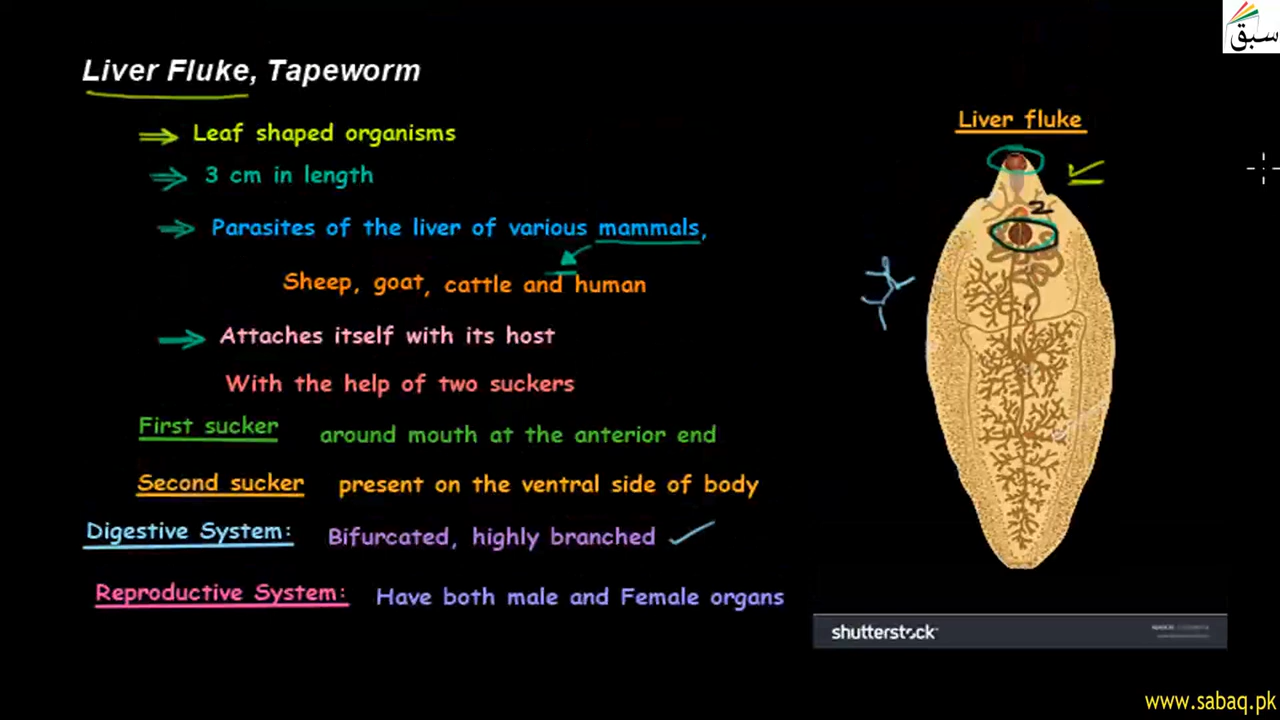 سبق
Liver Fluke, Tapeworm
Liver fluke
Leaf shaped organisms
3 cm in length
2
Parasites of the liver of various mammals,
Sheep, goat, cattle and human
Attaches itself with its host
With the help of two suckers
First sucker around mouth at the anterior end
Second sucker present on the ventral side of body
Digestive System: Bifurcated, highly branched
Reproductive System: Have both male and Female organs
shutterstock
www.sabaq.pk